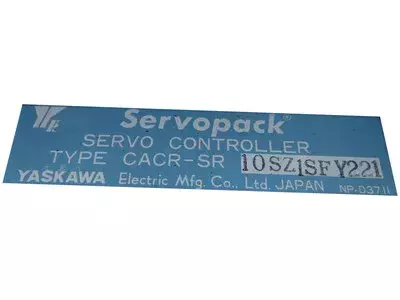 Servopack®
SERVO CONTROLLER
TYPE CACR-SR 10SZ1SFY221
YASKAWA Electric Mfg. Co., Ltd. JAPAN NP-D3711